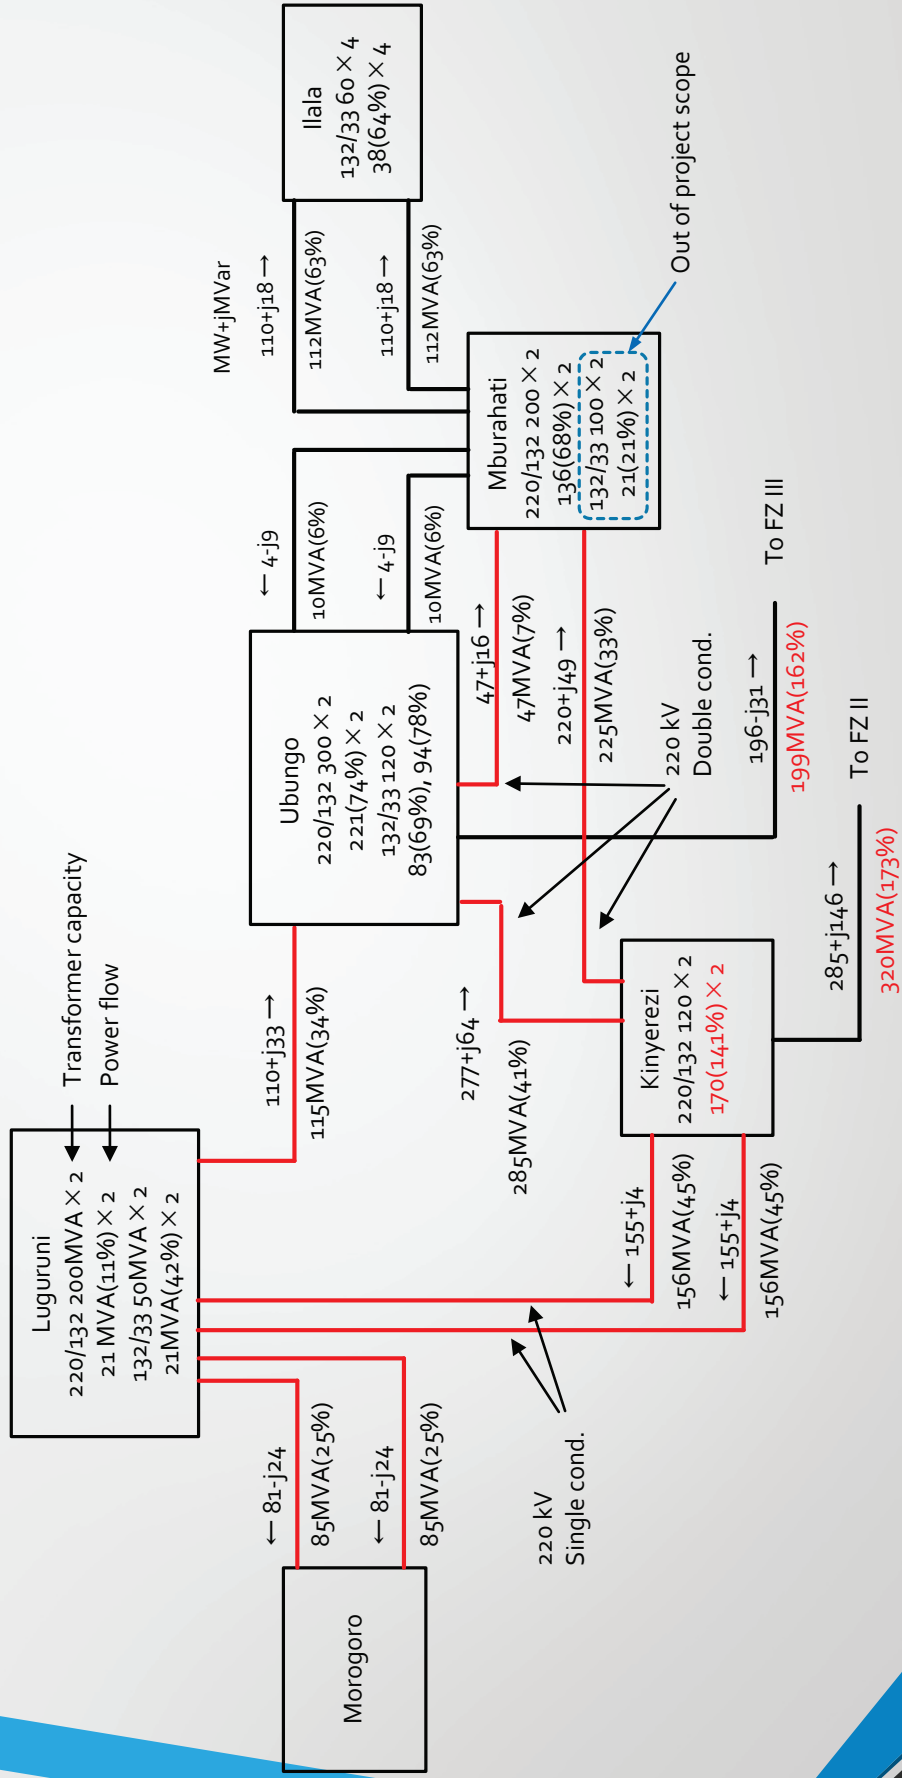 Luguruni
220/132 200MVA×2
21 MVA(11%)×2
132/33 50MVA×2
21MVA(42%)×2
Transformer capacity
Power flow
Morogoro
← 81-j24
85MVA(25%)
← 81-j24
85MVA(25%)
220 kV
Single cond.
← 155+j4
156MVA(45%)
← 155+j4
156MVA(45%)
110+j33 →
115MVA(34%)
Ubungo
220/132 300×2
221(74%)×2
132/33 120×2
83(69%), 94(78%)
277+j64 →
285MVA(41%)
Kinyerezi
220/132 120×2
170(141%)×2
← 4-j9
10MVA(6%)
← 4-j9
10MVA(6%)
47+j16 →
47MVA(7%)
220+j49 →
225MVA(33%)
220 kV
Double cond.
196-j31 →
199MVA(162%)
To FZ III
285+j146 →
320MVA(173%)
To FZ II
MW+jMVar
110+j18 →
112MVA(63%)
110+j18 →
112MVA(63%)
Ilala
132/33 60×4
38(64%)×4
Mburahati
220/132 200×2
136(68%)×2
132/33 100×2
21(21%)×2
Out of project scope